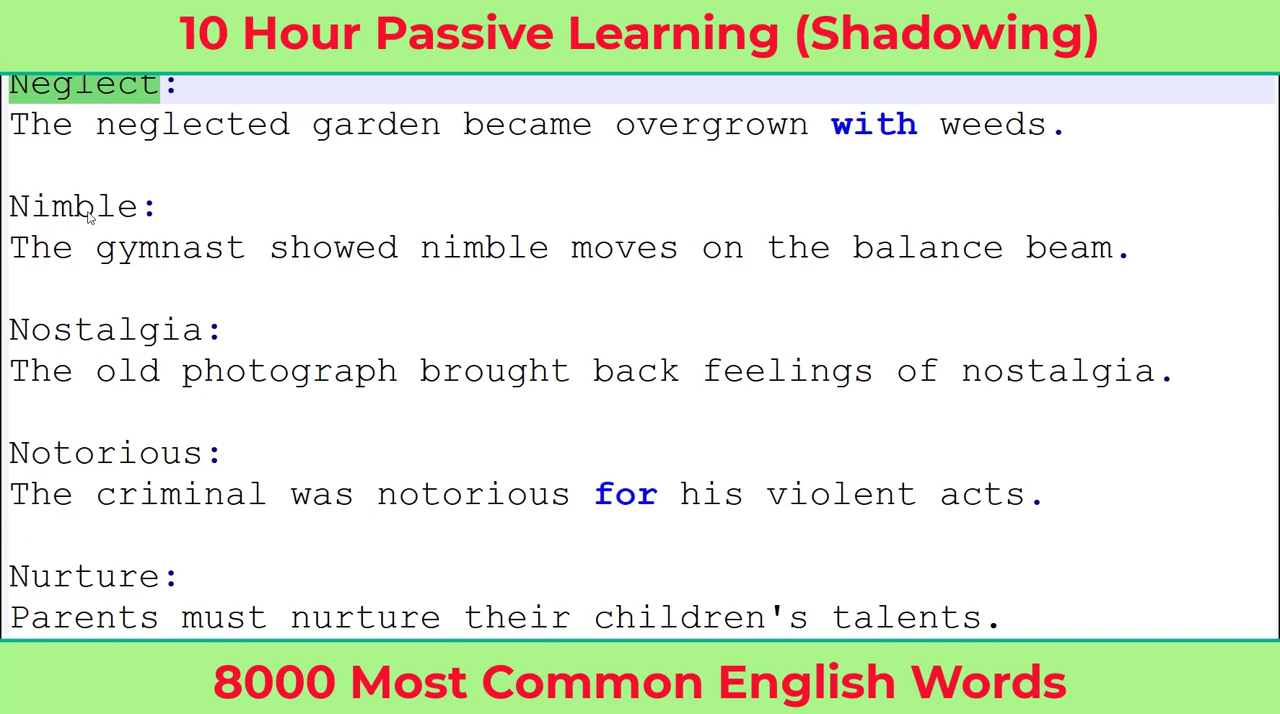 10 Hour Passive Learning (Shadowing)
Neglect:
The neglected garden became overgrown with weeds.
Nimble:
The gymnast showed nimble moves on the balance beam.
Nostalgia:
The old photograph brought back feelings of nostalgia.
Notorious:
The criminal was notorious for his violent acts.
Nurture:
Parents must nurture their children's talents.
8000 Most Common English Words